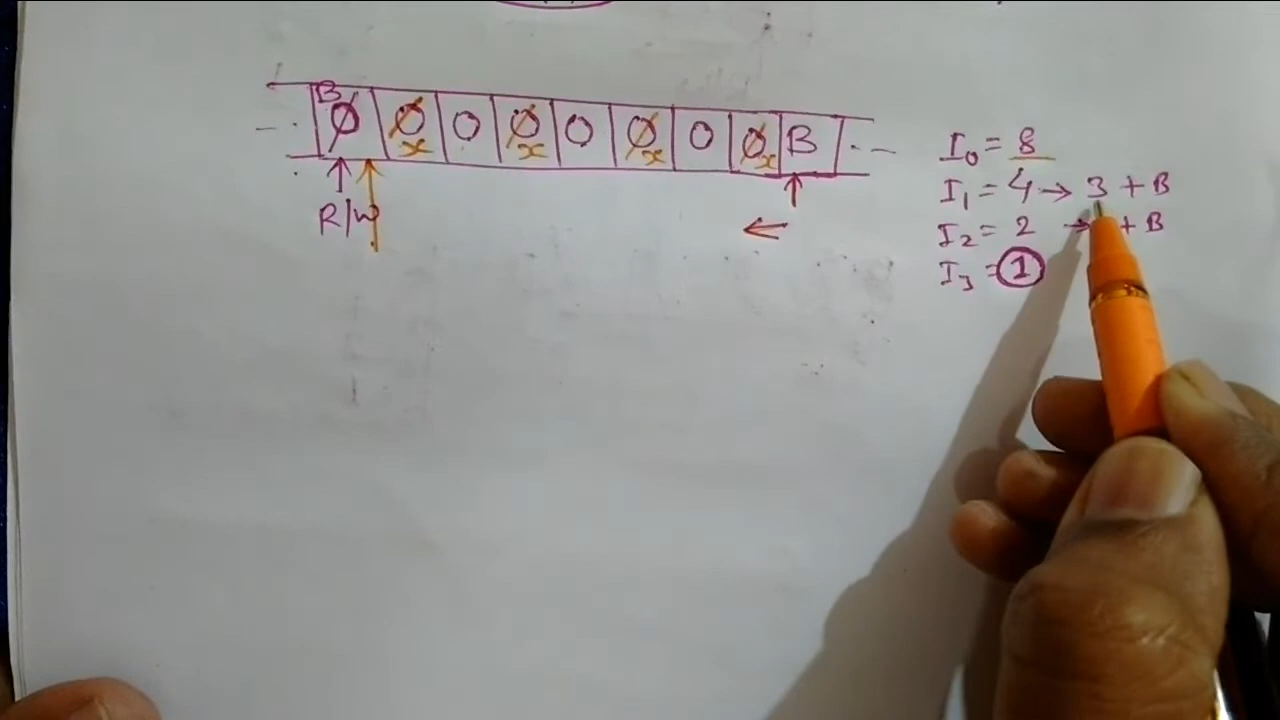 B
0 0 0 0 0 0 0 0 B
x x x x
R/W
I0 = 8
I1 = 4 → 3 + B
I2 = 2 → + B
I3 = 1